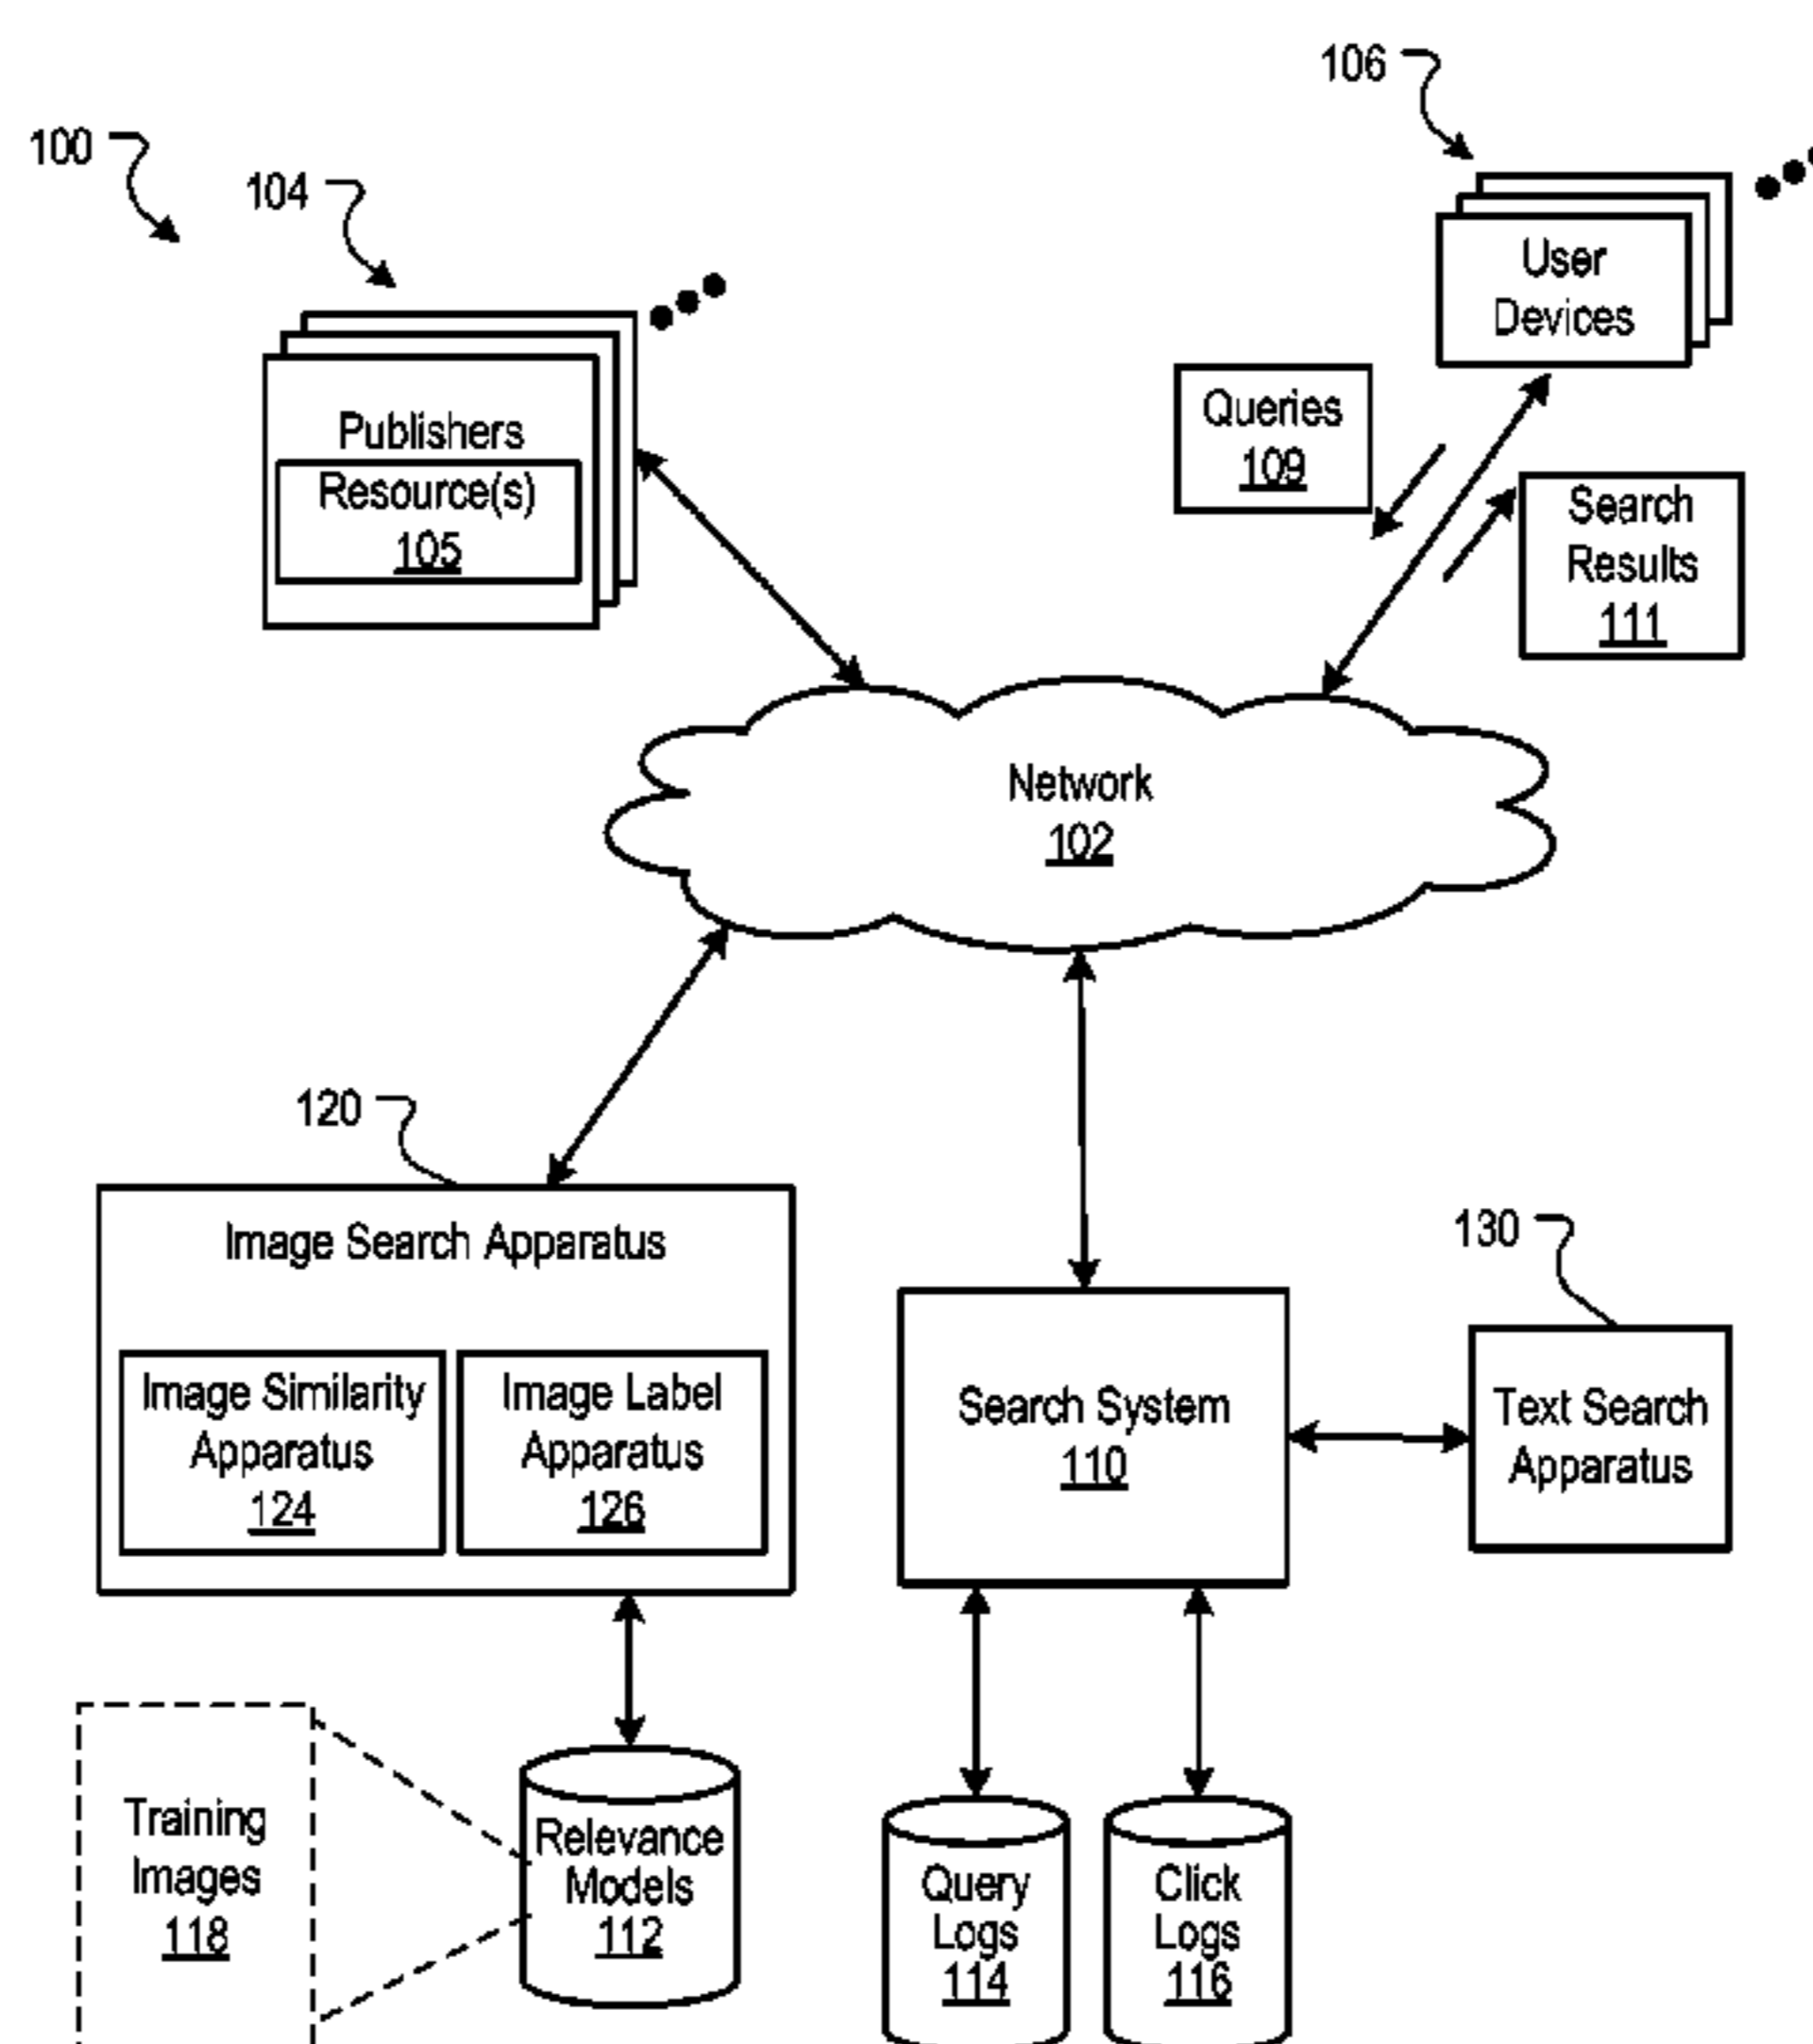 106
100
104
User
Devices
Queries
109
Publishers
Resource(s)
105
Search
Results
111
Network
102
120
Image Search Apparatus
130
Image Similarity
Apparatus
124
Image Label
Apparatus
126
Search System
110
Text Search
Apparatus
Training
Images
118
Relevance
Models
112
Query
Logs
114
Click
Logs
116